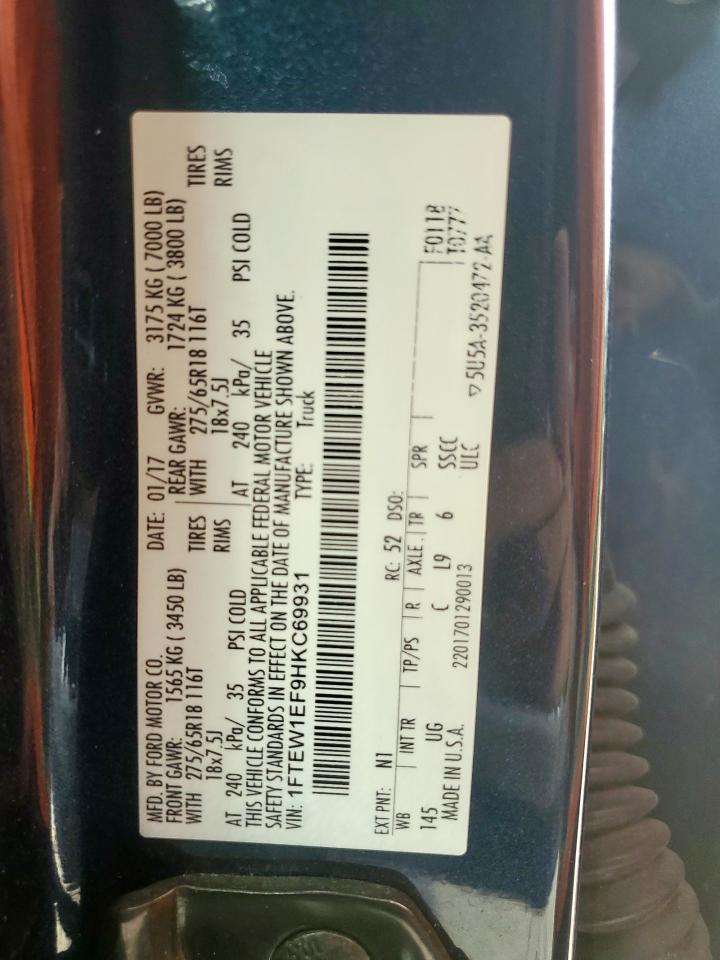 MFD. BY FORD MOTOR CO.
DATE: 01/17 GVWR: 3175 KG ( 7000 LB)
FRONT GAWR: 1565 KG ( 3450 LB)
REAR GAWR: 1724 KG ( 3800 LB)
WITH 275/65R18 116T TIRES
WITH 275/65R18 116T TIRES
18x7.5J RIMS
18x7.5J RIMS
AT 240 kPa/ 35 PSI COLD
AT 240 kPa/ 35 PSI COLD
THIS VEHICLE CONFORMS TO ALL APPLICABLE FEDERAL MOTOR VEHICLE
SAFETY STANDARDS IN EFFECT ON THE DATE OF MANUFACTURE SHOWN ABOVE.
VIN: 1FTEW1EF9HKC69931 TYPE: Truck
EXT PNT: N1 RC: 52 DSO:
WB INT TR TP/PS R AXLE TR SPR
145 UG C L9 6 SSCC
ULC
F0118
T0777
MADE IN U.S.A. 2201701290013
▽5U5A-3520472-AA